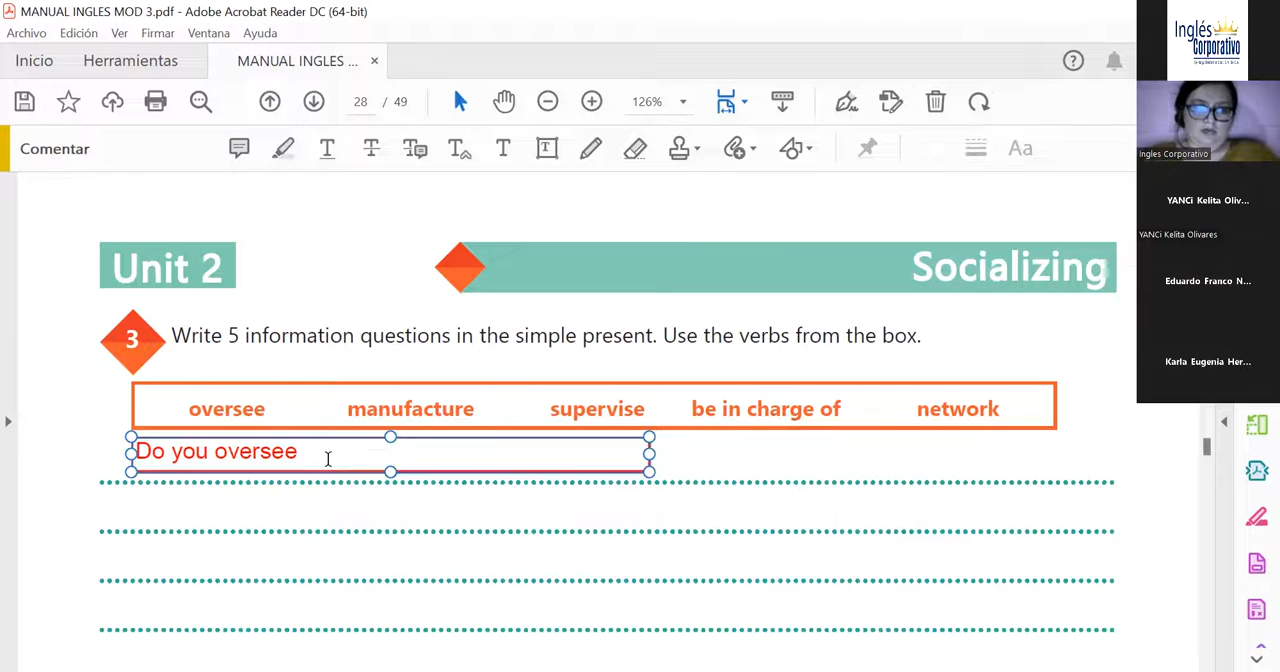 MANUAL INGLES MOD 3.pdf - Adobe Acrobat Reader DC (64-bit)
Archivo Edición Ver Firmar Ventana Ayuda
Inicio Herramientas MANUAL INGLES ... ×
28 / 49 126%
Comentar
Aa
Unit 2 Socializing
3 Write 5 information questions in the simple present. Use the verbs from the box.
oversee manufacture supervise be in charge of network
Do you oversee
Inglés
Corporativo
Ingles Corporativo
YANCi Kelita Oliv...
YANCi Kelita Olivares
Eduardo Franco N...
Karla Eugenia Her...